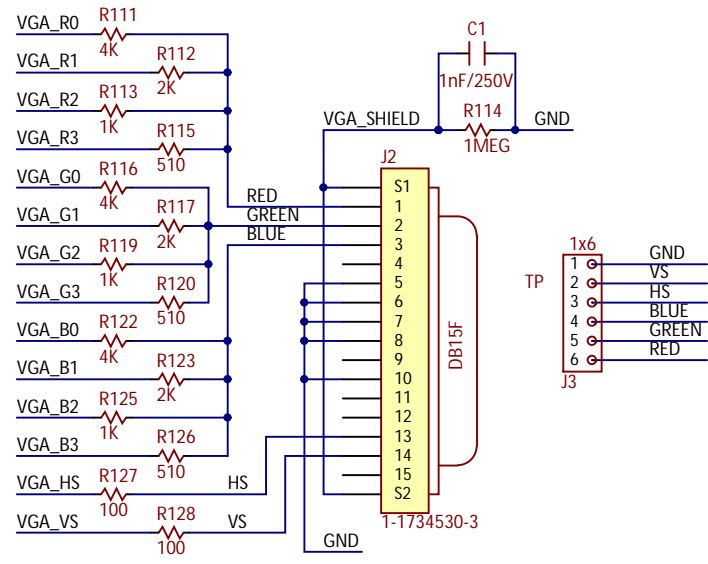 VGA_R0 R111
4K
VGA_R1 R112
2K
VGA_R2 R113
1K
VGA_R3 R115
510
VGA_G0 R116
4K
VGA_G1 R117
2K
VGA_G2 R119
1K
VGA_G3 R120
510
VGA_B0 R122
4K
VGA_B1 R123
2K
VGA_B2 R125
1K
VGA_B3 R126
510
VGA_HS R127 HS
100
VGA_VS R128 VS
100
RED
GREEN
BLUE
GND
C1
1nF/250V
VGA_SHIELD R114 GND
1MEG
J2
S1
1
2
3
4
5
6
7
8
9
10
11
12
13
14
15
S2
DB15F
1-1734530-3
TP
1x6
1 GND
2 VS
3 HS
4 BLUE
5 GREEN
6 RED
J3